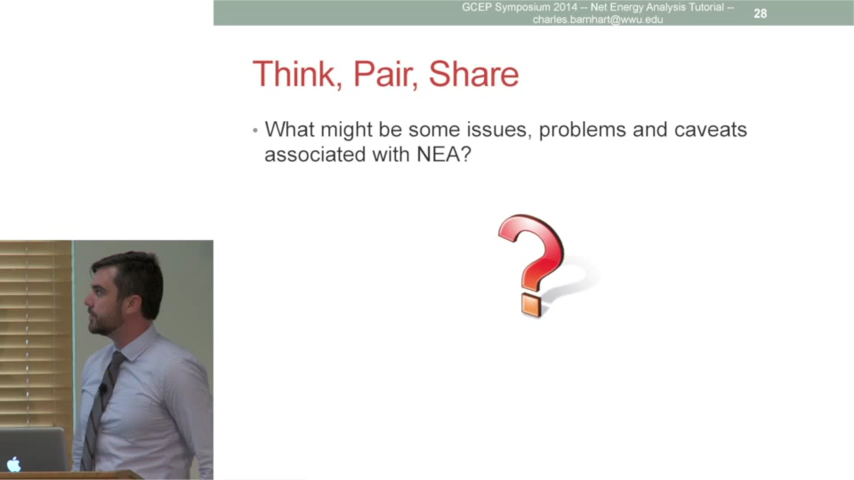 GCEP Symposium 2014 -- Net Energy Analysis Tutorial --
charles.barnhart@wwu.edu
28
Think, Pair, Share
• What might be some issues, problems and caveats
associated with NEA?